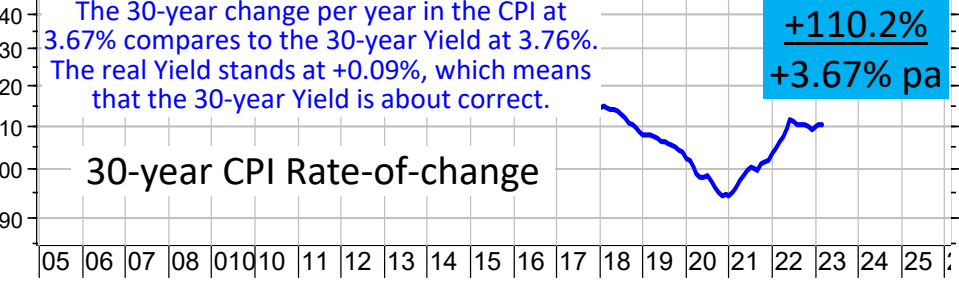 The 30-year change per year in the CPI at
3.67% compares to the 30-year Yield at 3.76%.
The real Yield stands at +0.09%, which means
that the 30-year Yield is about correct.
+110.2%
+3.67% pa
30-year CPI Rate-of-change
40
30
20
10
00
90
05 06 07 08 010 10 11 12 13 14 15 16 17 18 19 20 21 22 23 24 25